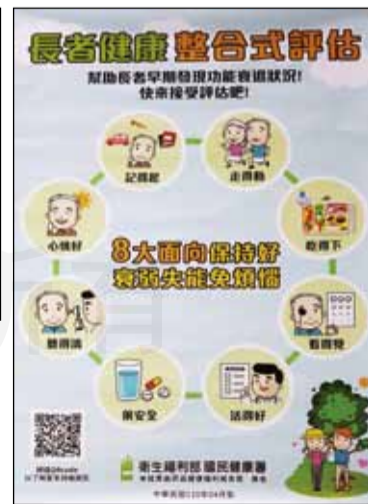 長者健康 整合式評估
幫助長者早期發現功能衰退狀況!
快來接受評估吧!
記得起
走得動
心情好
吃得下
8大面向保持好
衰弱失能免煩惱
聽得清
看得見
藥安全
活得好
衛生福利部 國民健康署